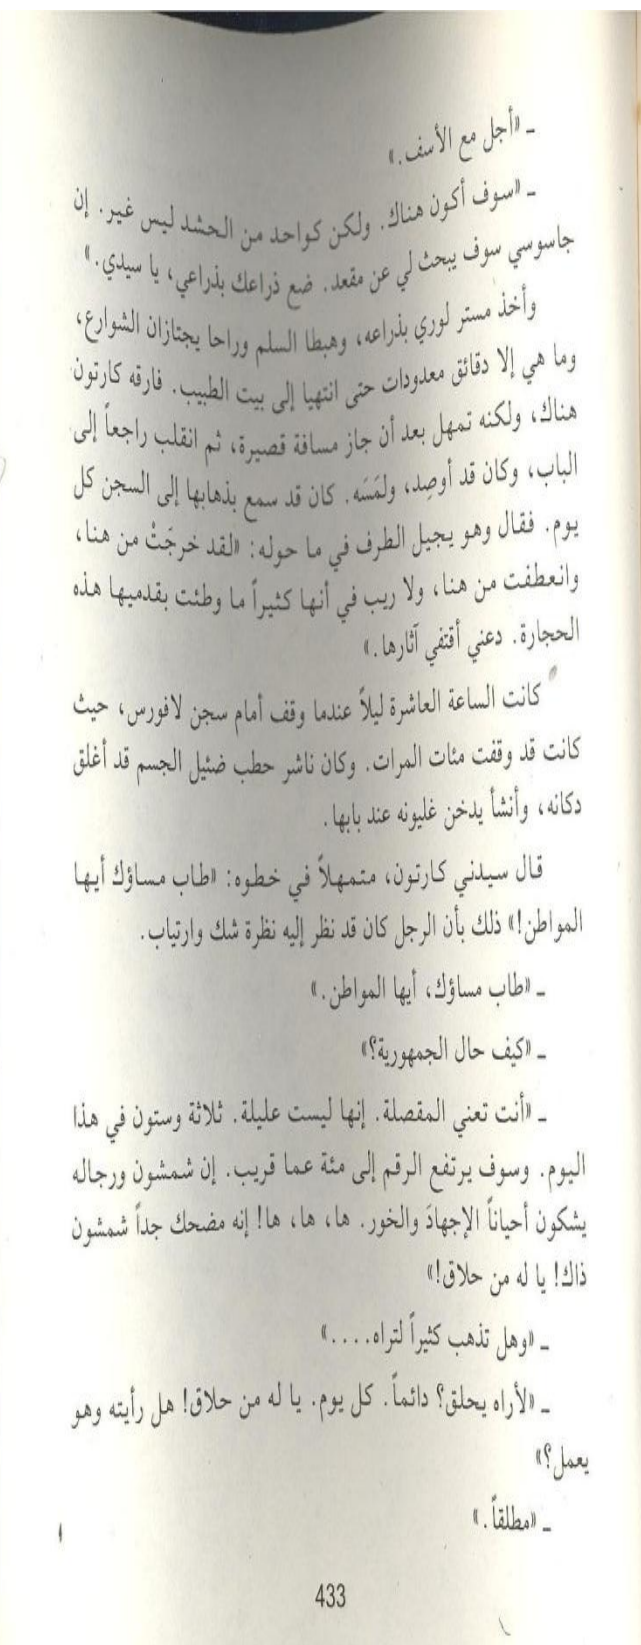 ـ «أجل مع الأسف.»
ـ «سوف أكون هناك. ولكن كواحد من الحشد ليس غير. إن
جاسوسي سوف يبحث لي عن مقعد. ضع ذراعك بذراعي، يا سيدي.»
وأخذ مستر لوري بذراعه، وهبطا السلم وراحا يجتازان الشوارع،
وما هي إلا دقائق معدودات حتى انتهيا إلى بيت الطبيب. فارقه كارتون
هناك، ولكنه تمهل بعد أن جاز مسافة قصيرة، ثم انقلب راجعاً إلى
الباب، وكان قد أوصِد، ولمَسَه. كان قد سمع بذهابها إلى السجن كل
يوم. فقال وهو يجيل الطرف في ما حوله: «لقد خرجَتْ من هنا،
وانعطفت من هنا، ولا ريب في أنها كثيراً ما وطئت بقدميها هذه
الحجارة. دعني أقتفي آثارها.»
كانت الساعة العاشرة ليلاً عندما وقف أمام سجن لافورس، حيث
كانت قد وقفت مئات المرات. وكان ناشر حطب ضئيل الجسم قد أغلق
دكانه، وأنشأ يدخن غليونه عند بابها.
قال سيدني كارتون، متمهلاً في خطوه: «طاب مساؤك أيها
المواطن!» ذلك بأن الرجل كان قد نظر إليه نظرة شك وارتياب.
ـ «طاب مساؤك، أيها المواطن.»
ـ «كيف حال الجمهورية؟»
ـ «أنت تعني المقصلة. إنها ليست عليلة. ثلاثة وستون في هذا
اليوم. وسوف يرتفع الرقم إلى مئة عما قريب. إن شمشون ورجاله
يشكون أحياناً الإجهادَ والخور. ها، ها، ها! إنه مضحك جداً شمشون
ذاك! يا له من حلاق!»
ـ «وهل تذهب كثيراً لتراه....»
ـ «لأراه يحلق؟ دائماً. كل يوم. يا له من حلاق! هل رأيته وهو
يعمل؟»
ـ «مطلقاً.»
433